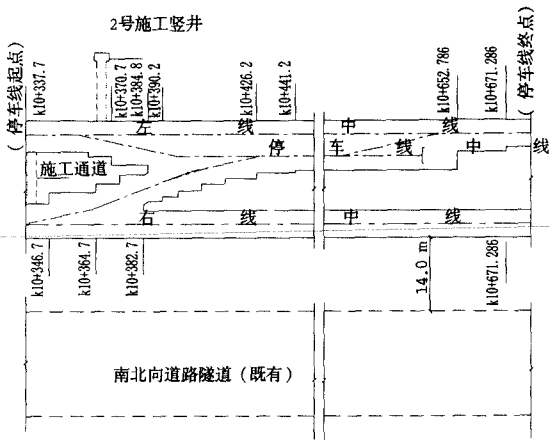 2号施工竖井
(停车线起点)
k10+337.7
k10+370.7
k10+384.8
k10+390.2
k10+426.2
k10+441.2
k10+652.786
k10+671.286
(停车线终点)
左 线 中 线
停 车 线 中 线
施工通道
右 线 中 线
k10+346.7
k10+364.7
k10+382.7
14.0 m
k10+671.286
南北向道路隧道(既有)